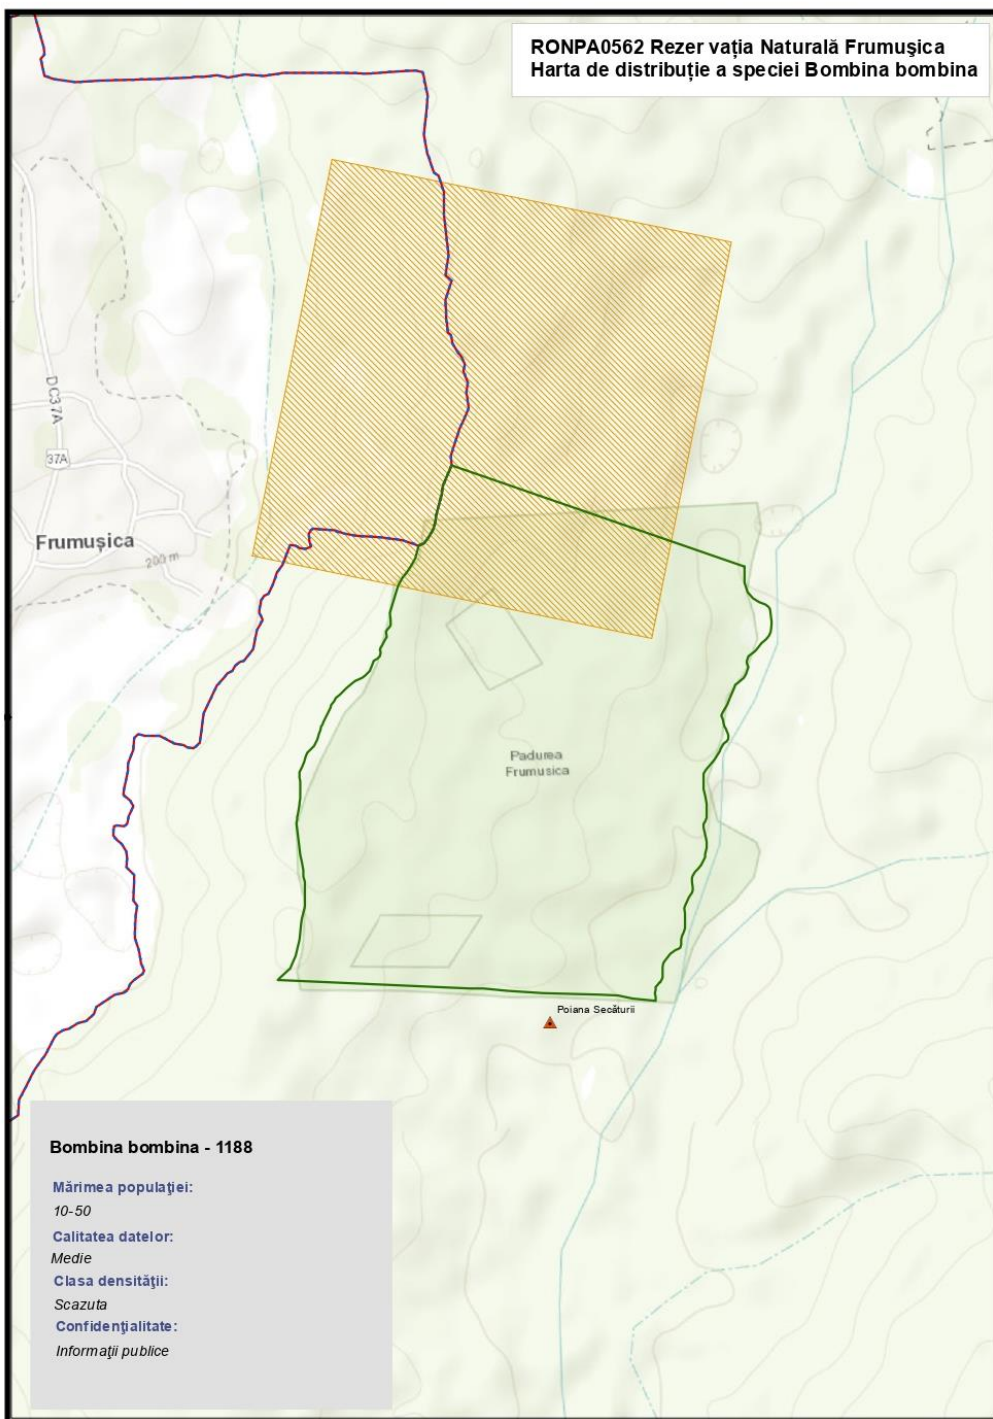 RONPA0562 Rezer vația Naturală Frumușica
Harta de distribuție a speciei Bombina bombina
DC37A
37A
Frumușica
200 m
Padurea
Frumusica
Poiana Secăturii
Bombina bombina - 1188
Mărimea populației:
10-50
Calitatea datelor:
Medie
Clasa densității:
Scazuta
Confidențialitate:
Informații publice